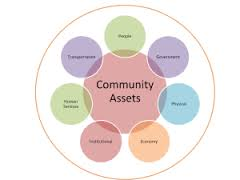 People
Transportation
Government
Community
Assets
Human
Services
Physical
Institutional
Economy